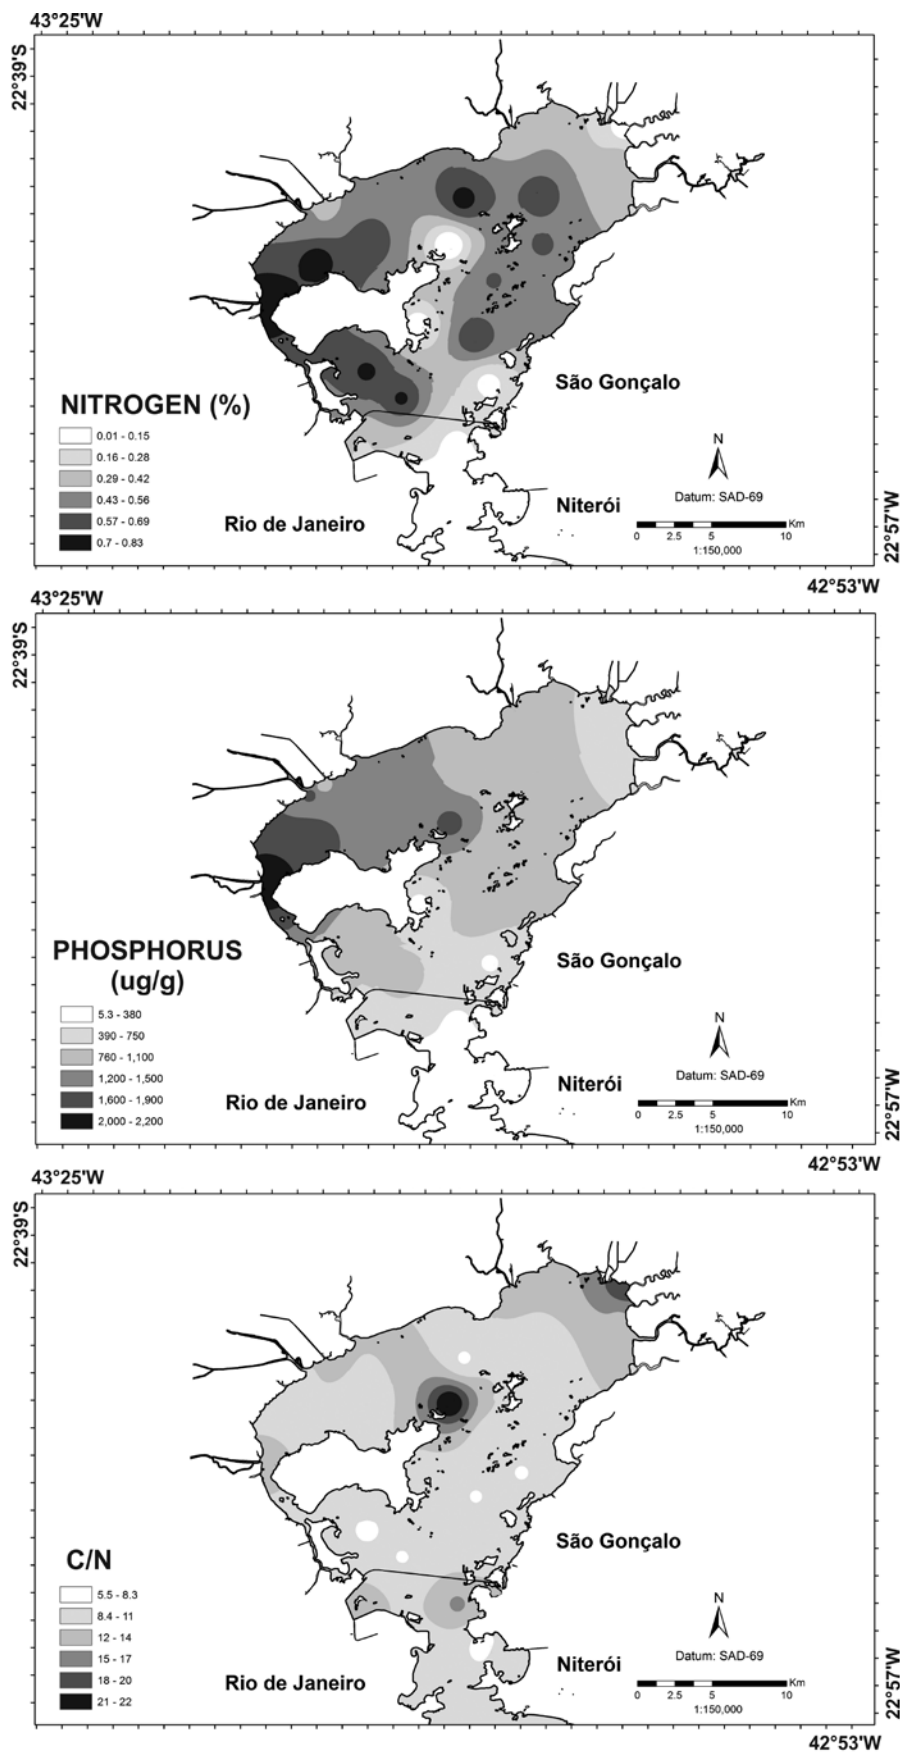 43°25'W
22°39'S
São Gonçalo
NITROGEN (%)
0.01 - 0.15
0.16 - 0.28
0.29 - 0.42
0.43 - 0.56
0.57 - 0.69
0.7 - 0.83
N
Datum: SAD-69
Niterói
Rio de Janeiro
Km
0 2.5 5 10
1:150,000
22°57'W
42°53'W
43°25'W
22°39'S
São Gonçalo
PHOSPHORUS
(ug/g)
5.3 - 380
390 - 750
760 - 1,100
1,200 - 1,500
1,600 - 1,900
2,000 - 2,200
N
Datum: SAD-69
Niterói
Rio de Janeiro
Km
0 2.5 5 10
1:150,000
22°57'W
42°53'W
43°25'W
22°39'S
São Gonçalo
C/N
5.5 - 8.3
8.4 - 11
12 - 14
15 - 17
18 - 20
21 - 22
N
Datum: SAD-69
Niterói
Rio de Janeiro
Km
0 2.5 5 10
1:150,000
22°57'W
42°53'W